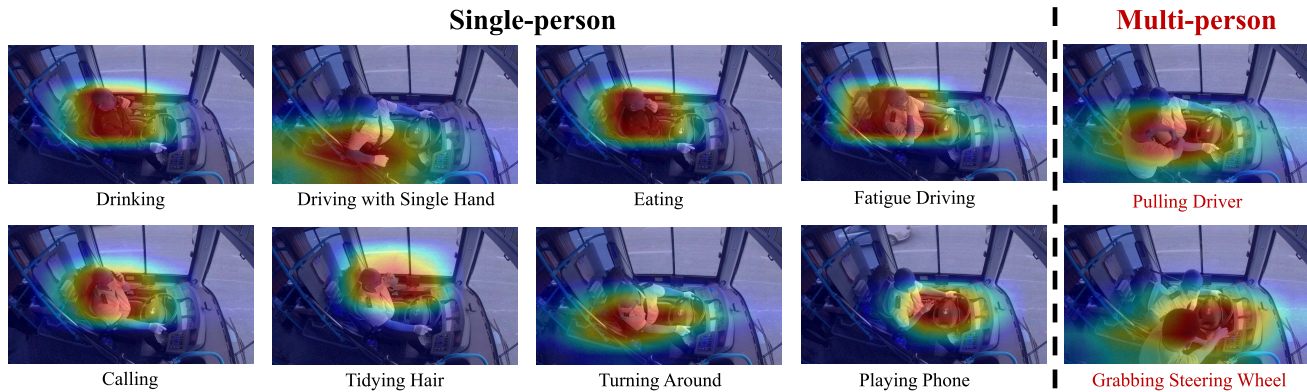 Single-person
Multi-person
Drinking
Driving with Single Hand
Eating
Fatigue Driving
Pulling Driver
Calling
Tidying Hair
Turning Around
Playing Phone
Grabbing Steering Wheel